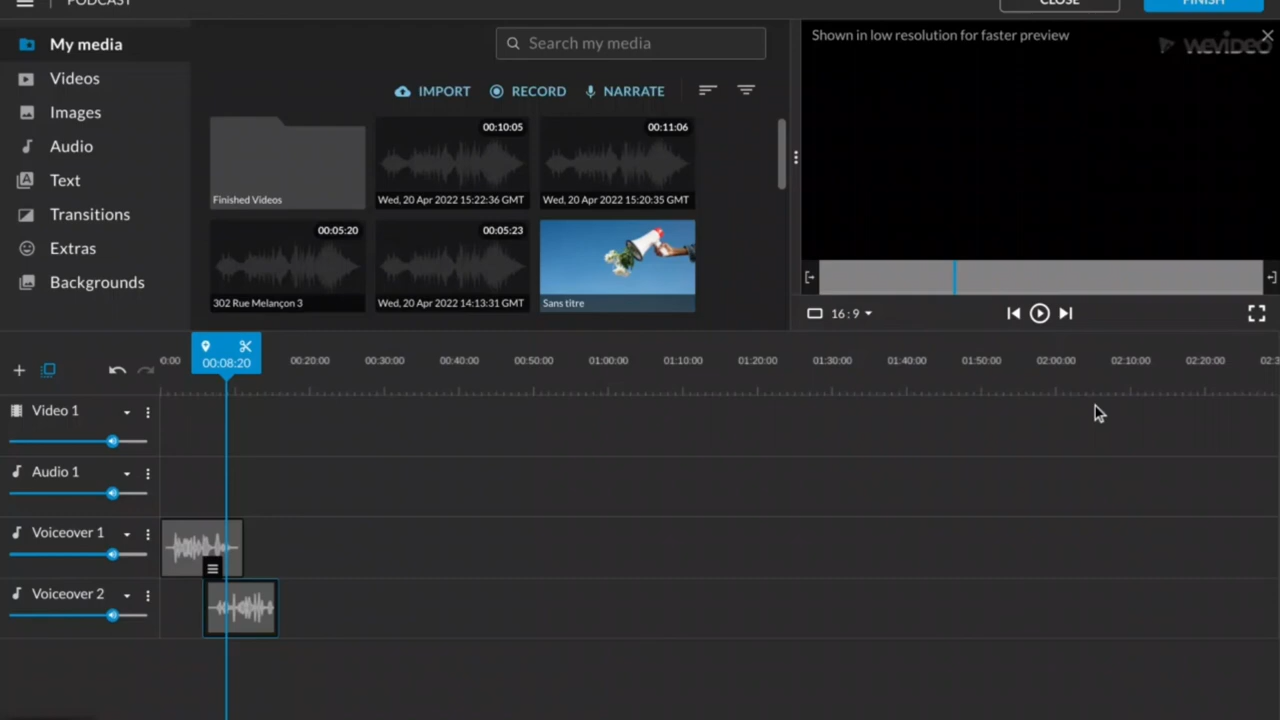 PODCAST
CLOSE
FINISH
My media
Videos
Images
Audio
Text
Transitions
Extras
Backgrounds
Search my media
IMPORT
RECORD
NARRATE
Finished Videos
00:10:05
Wed, 20 Apr 2022 15:22:36 GMT
00:11:06
Wed, 20 Apr 2022 15:20:35 GMT
00:05:20
302 Rue Melançon 3
00:05:23
Wed, 20 Apr 2022 14:13:31 GMT
Sans titre
Shown in low resolution for faster preview
WEVIDEO
16:9
0:00
00:08:20
00:20:00
00:30:00
00:40:00
00:50:00
01:00:00
01:10:00
01:20:00
01:30:00
01:40:00
01:50:00
02:00:00
02:10:00
02:20:00
02:3
Video 1
Audio 1
Voiceover 1
Voiceover 2